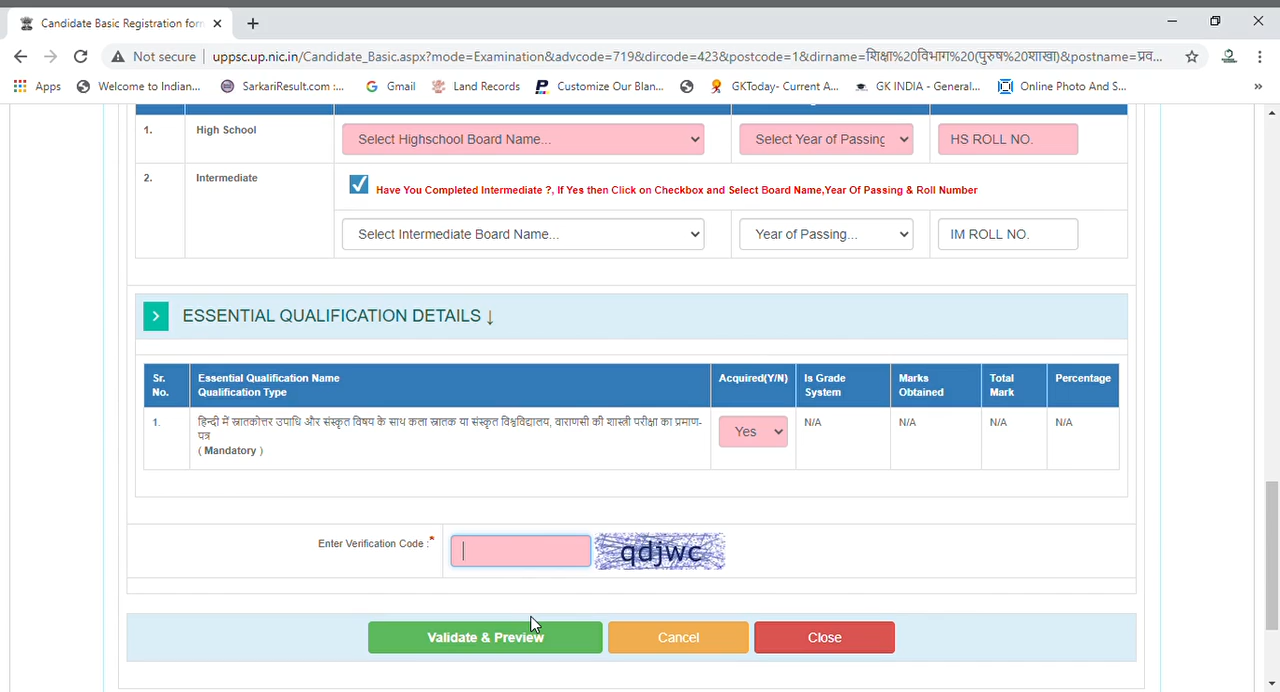 Candidate Basic Registration form
Not secure | uppsc.up.nic.in/Candidate_Basic.aspx?mode=Examination&advcode=719&dircode=423&postcode=1&dirname=शिक्षा%20विभाग%20(पुरुष%20शाखा)&postname=प्रव...
Apps Welcome to Indian... SarkariResult.com :... Gmail Land Records Customize Our Blan... GKToday- Current A... GK INDIA - General... Online Photo And S... »
1. High School Select Highschool Board Name... Select Year of Passing HS ROLL NO.
2. Intermediate Have You Completed Intermediate ?, If Yes then Click on Checkbox and Select Board Name,Year Of Passing & Roll Number
Select Intermediate Board Name... Year of Passing... IM ROLL NO.
ESSENTIAL QUALIFICATION DETAILS ↓
Sr. Essential Qualification Name Acquired(Y/N) Is Grade Marks Total Percentage
No. Qualification Type System Obtained Mark
1. हिन्दी में स्नातकोत्तर उपाधि और संस्कृत विषय के साथ कला स्नातक या संस्कृत विश्वविद्यालय, वाराणसी की शास्त्री परीक्षा का प्रमाण- Yes N/A N/A N/A N/A
पत्र
( Mandatory )
Enter Verification Code :* qdjwc
Validate & Preview Cancel Close